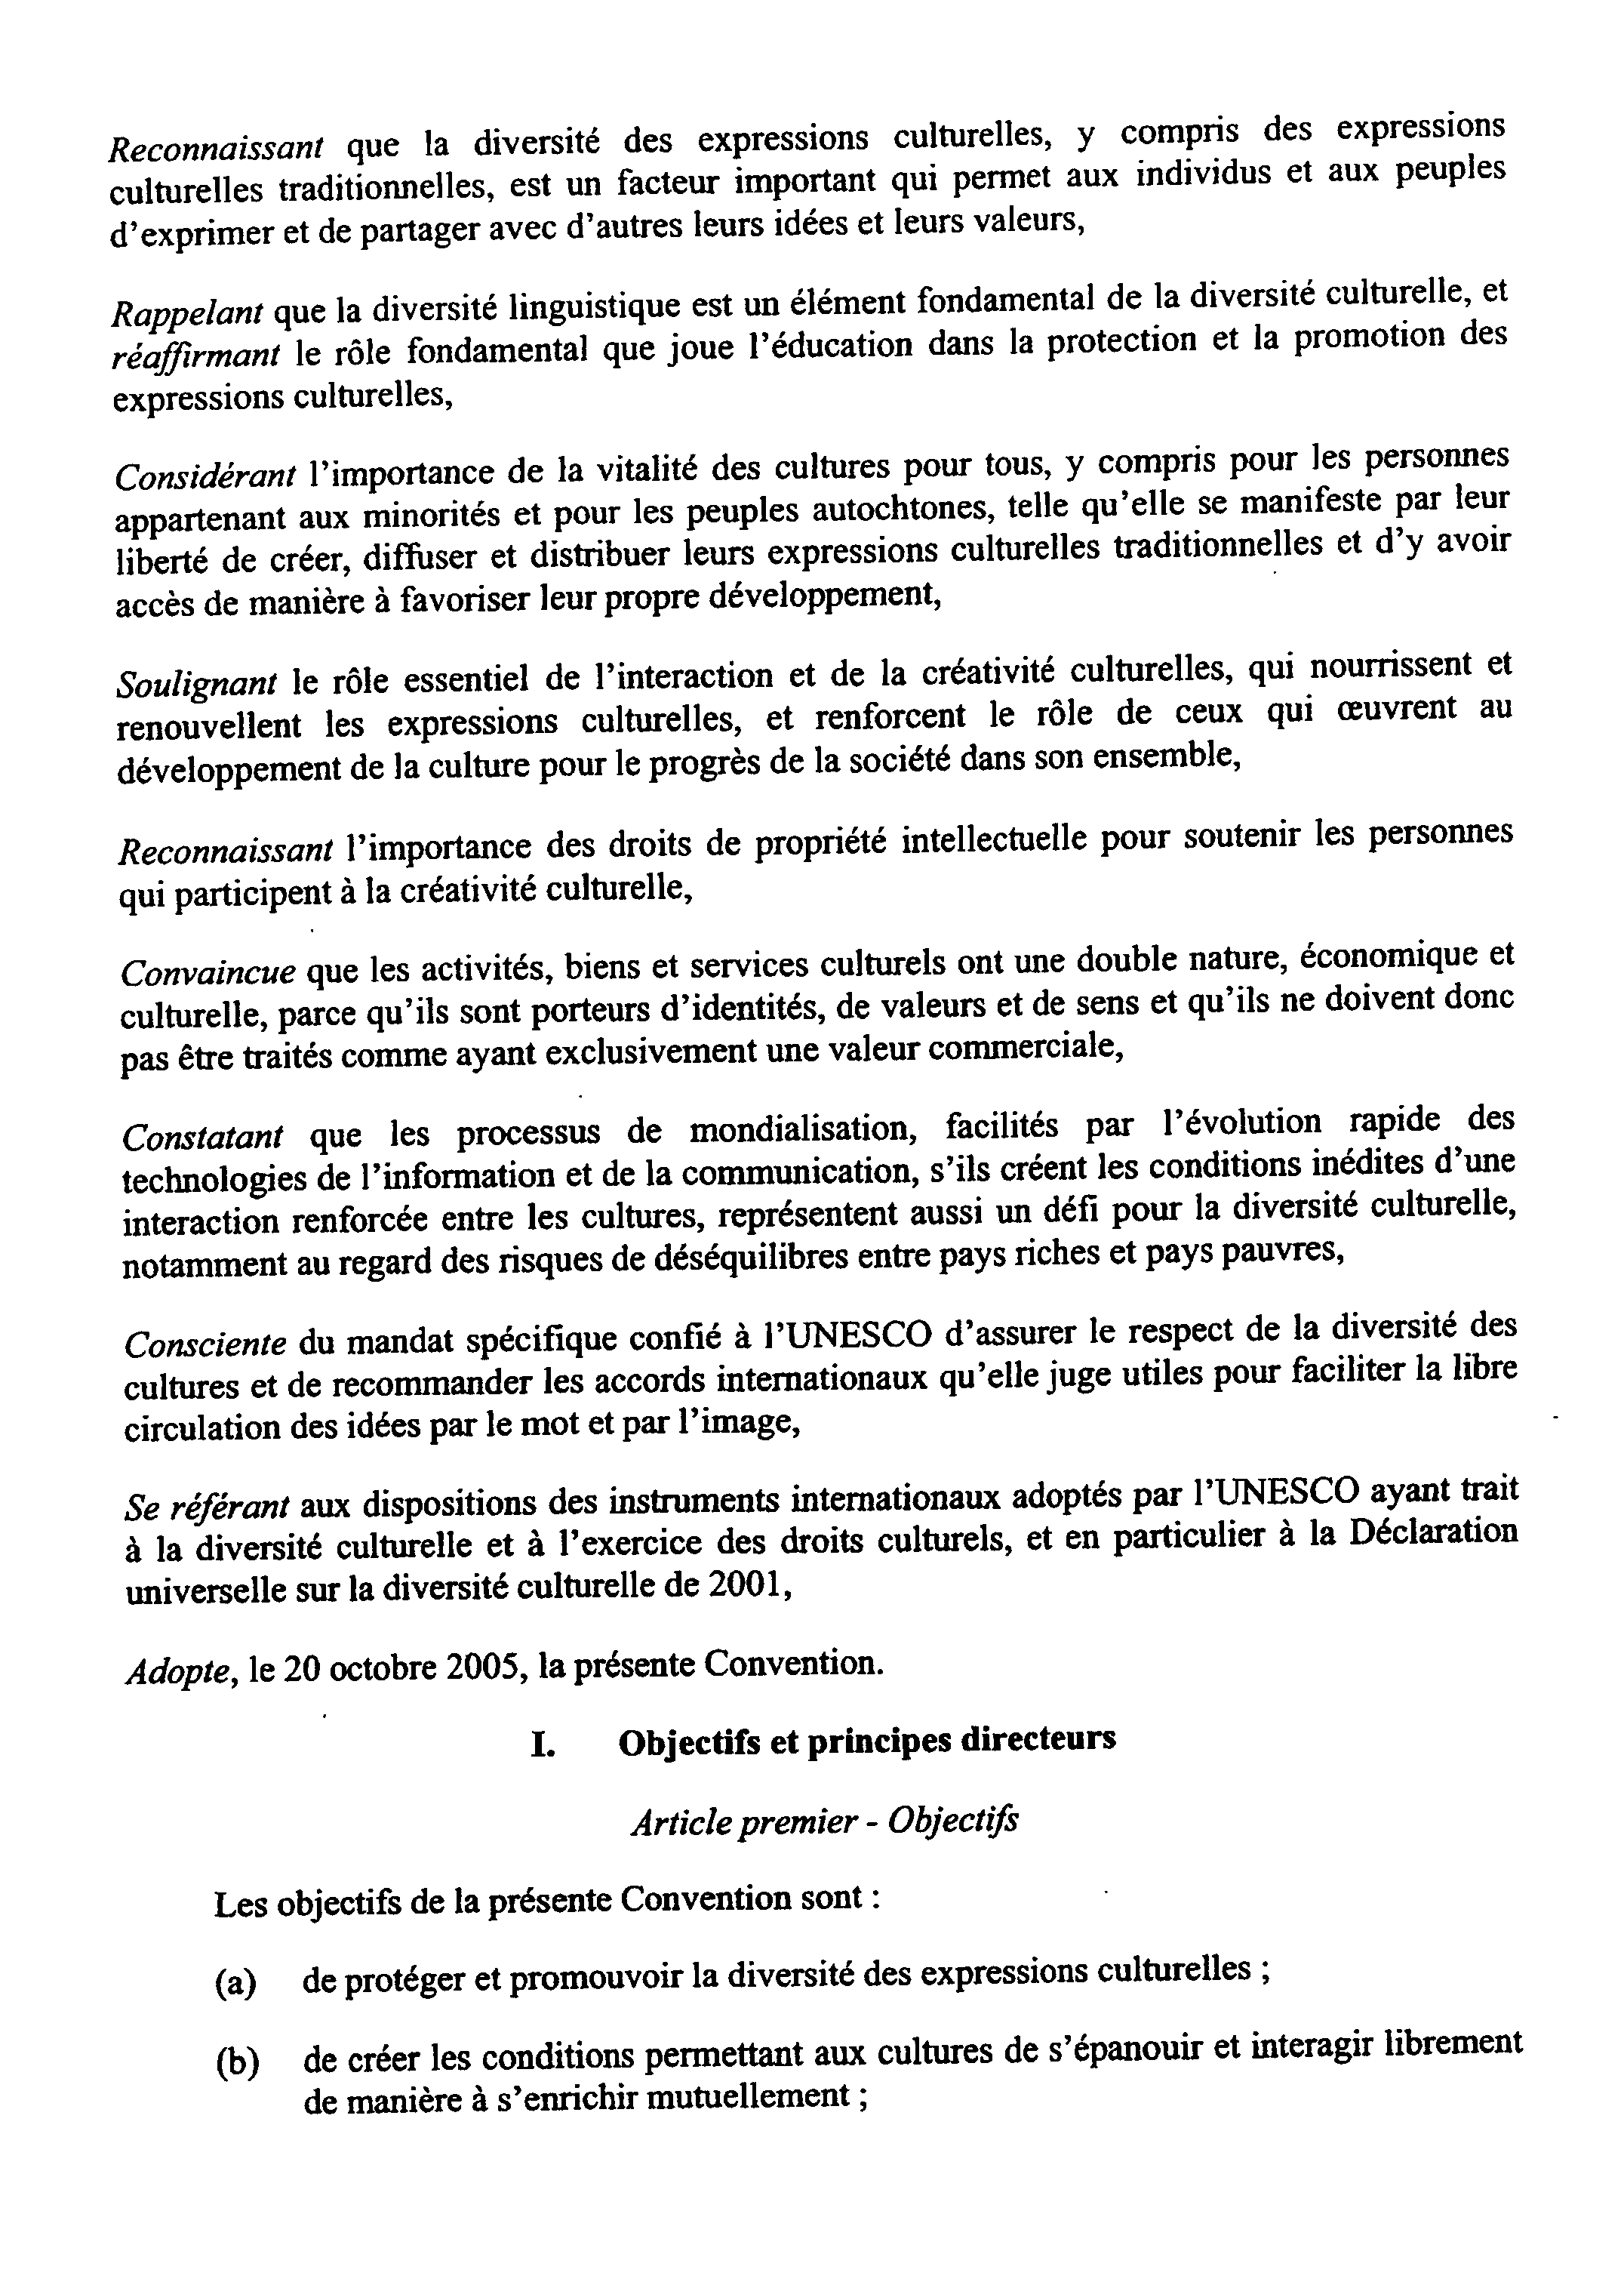 Reconnaissant que la diversité des expressions culturelles, y compris des expressions
culturelles traditionnelles, est un facteur important qui permet aux individus et aux peuples
d'exprimer et de partager avec d'autres leurs idées et leurs valeurs,
Rappelant que la diversité linguistique est un élément fondamental de la diversité culturelle, et
réaffirmant le rôle fondamental que joue l'éducation dans la protection et la promotion des
expressions culturelles,
Considérant l'importance de la vitalité des cultures pour tous, y compris pour les personnes
appartenant aux minorités et pour les peuples autochtones, telle qu'elle se manifeste par leur
liberté de créer, diffuser et distribuer leurs expressions culturelles traditionnelles et d'y avoir
accès de manière à favoriser leur propre développement,
Soulignant le rôle essentiel de l'interaction et de la créativité culturelles, qui nourrissent et
renouvellent les expressions culturelles, et renforcent le rôle de ceux qui œuvrent au
développement de la culture pour le progrès de la société dans son ensemble,
Reconnaissant l'importance des droits de propriété intellectuelle pour soutenir les personnes
qui participent à la créativité culturelle,
Convaincue que les activités, biens et services culturels ont une double nature, économique et
culturelle, parce qu'ils sont porteurs d'identités, de valeurs et de sens et qu'ils ne doivent donc
pas être traités comme ayant exclusivement une valeur commerciale,
Constatant que les processus de mondialisation, facilités par l'évolution rapide des
technologies de l'information et de la communication, s'ils créent les conditions inédites d'une
interaction renforcée entre les cultures, représentent aussi un défi pour la diversité culturelle,
notamment au regard des risques de déséquilibres entre pays riches et pays pauvres,
Consciente du mandat spécifique confié à l'UNESCO d'assurer le respect de la diversité des
cultures et de recommander les accords internationaux qu'elle juge utiles pour faciliter la libre
circulation des idées par le mot et par l'image,
Se référant aux dispositions des instruments internationaux adoptés par l'UNESCO ayant trait
à la diversité culturelle et à l'exercice des droits culturels, et en particulier à la Déclaration
universelle sur la diversité culturelle de 2001,
Adopte, le 20 octobre 2005, la présente Convention.
I. Objectifs et principes directeurs
Article premier - Objectifs
Les objectifs de la présente Convention sont :
(a) de protéger et promouvoir la diversité des expressions culturelles ;
(b) de créer les conditions permettant aux cultures de s'épanouir et interagir librement
de manière à s'enrichir mutuellement ;